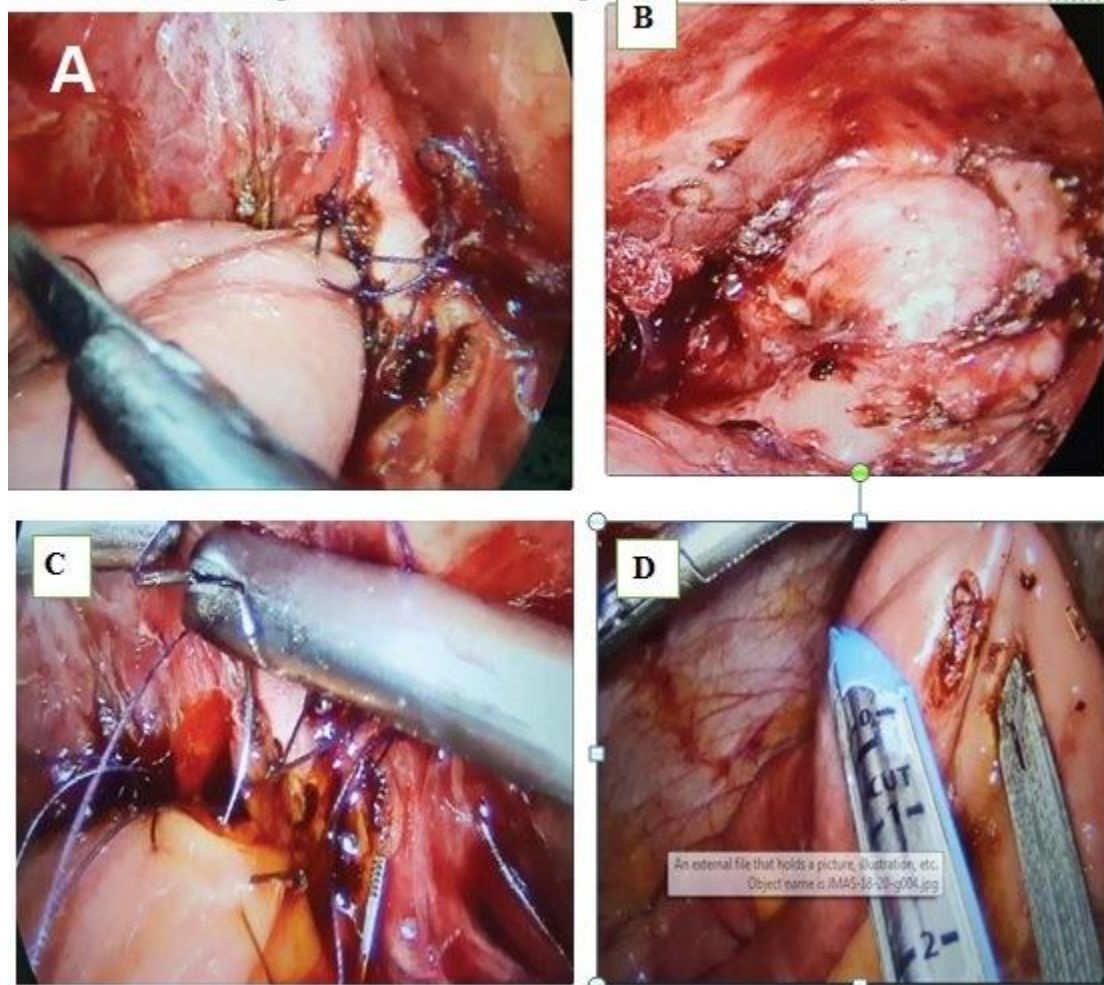 A
B
C
D
CUT
1
2
An external file that holds a picture, illustration, etc.
Object name is JMAS-18-20-g004.jpg